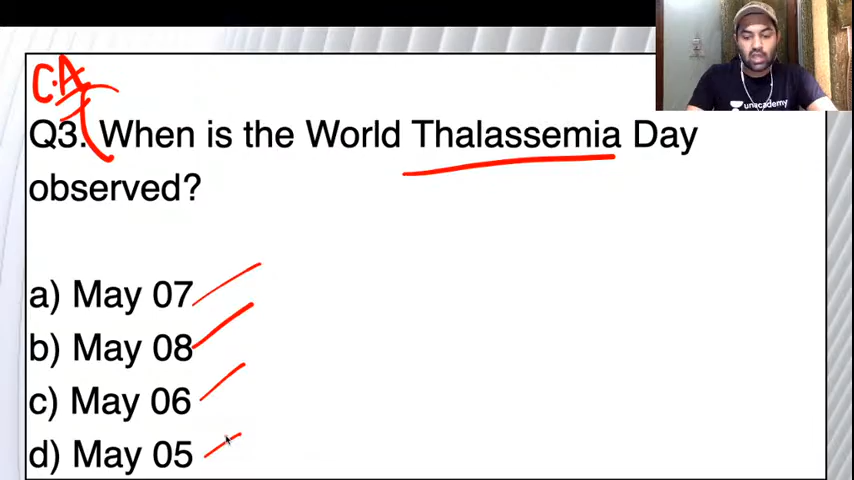 C.A
Q3. When is the World Thalassemia Day
observed?
a) May 07
b) May 08
c) May 06
d) May 05
unacademy